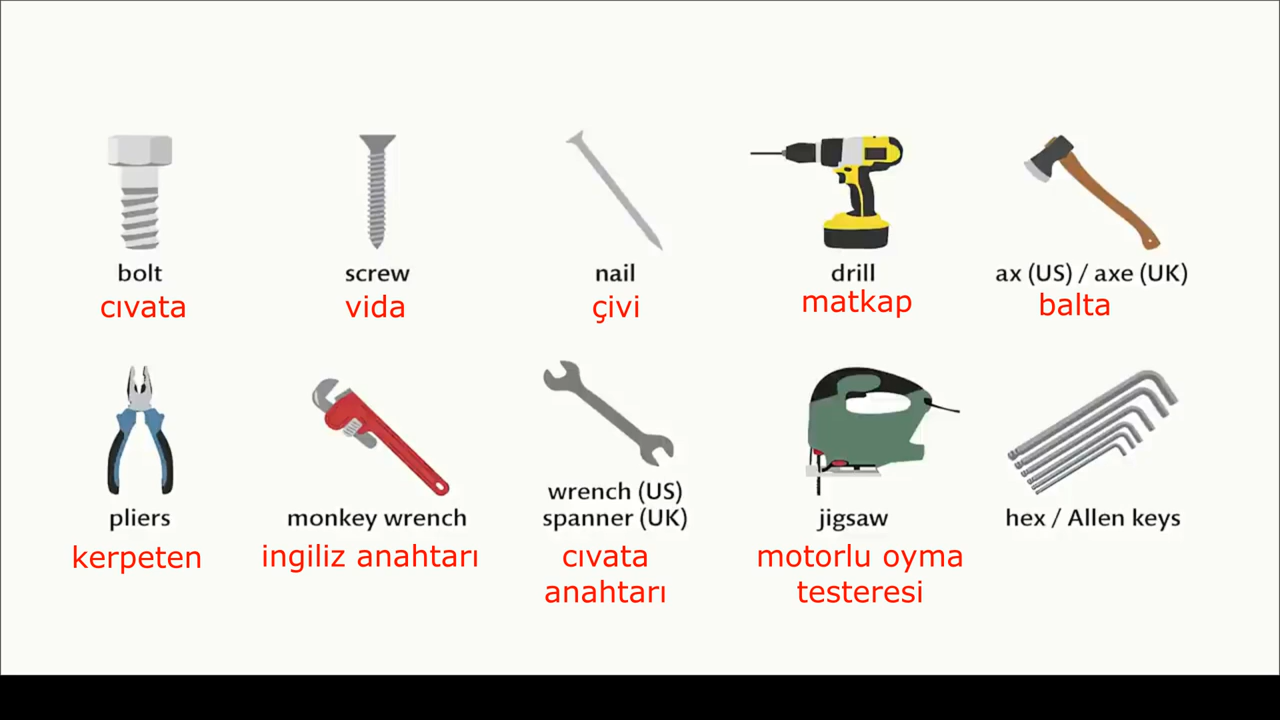 bolt
cıvata
screw
vida
nail
çivi
drill
matkap
ax (US) / axe (UK)
balta
pliers
kerpeten
monkey wrench
ingiliz anahtarı
wrench (US)
spanner (UK)
cıvata
anahtarı
jigsaw
motorlu oyma
testeresi
hex / Allen keys